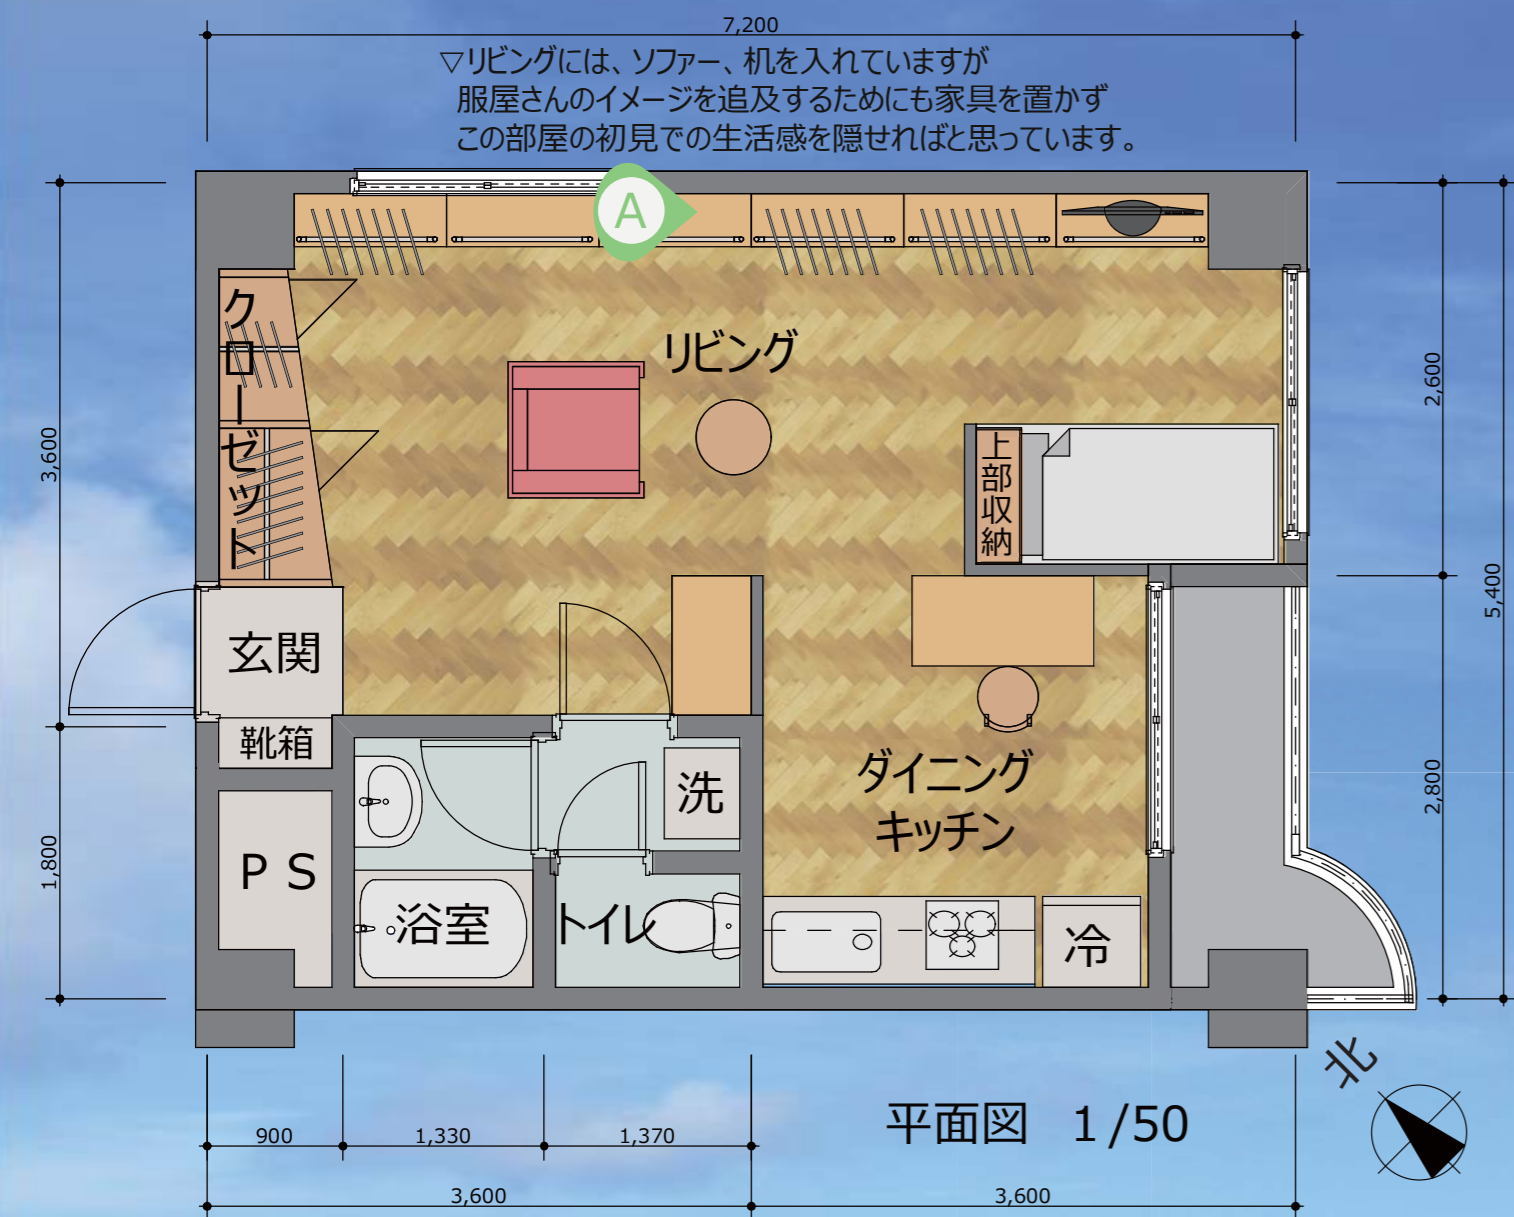 7,200
▽リビングには、ソファー、机を入れていますが
服屋さんのイメージを追及するためにも家具を置かず
この部屋の初見での生活感を隠せればと思っています。
A
クローゼット
リビング
上部収納
3,600
2,600
5,400
玄関
靴箱
洗
ダイニング
キッチン
2,800
1,800
PS
浴室
トイレ
冷
北
平面図 1/50
900
1,330
1,370
3,600
3,600